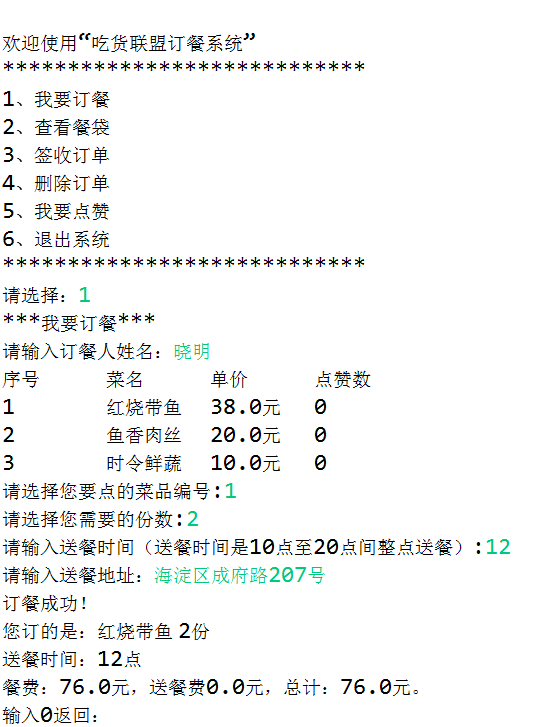 欢迎使用“吃货联盟订餐系统”
****************************
1、我要订餐
2、查看餐袋
3、签收订单
4、删除订单
5、我要点赞
6、退出系统
****************************
请选择：1
***我要订餐***
请输入订餐人姓名：晓明
序号 菜名 单价 点赞数
1 红烧带鱼 38.0元 0
2 鱼香肉丝 20.0元 0
3 时令鲜蔬 10.0元 0
请选择您要点的菜品编号:1
请选择您需要的份数:2
请输入送餐时间（送餐时间是10点至20点间整点送餐）:12
请输入送餐地址：海淀区成府路207号
订餐成功！
您订的是：红烧带鱼 2份
送餐时间：12点
餐费：76.0元，送餐费0.0元，总计：76.0元。
输入0返回：